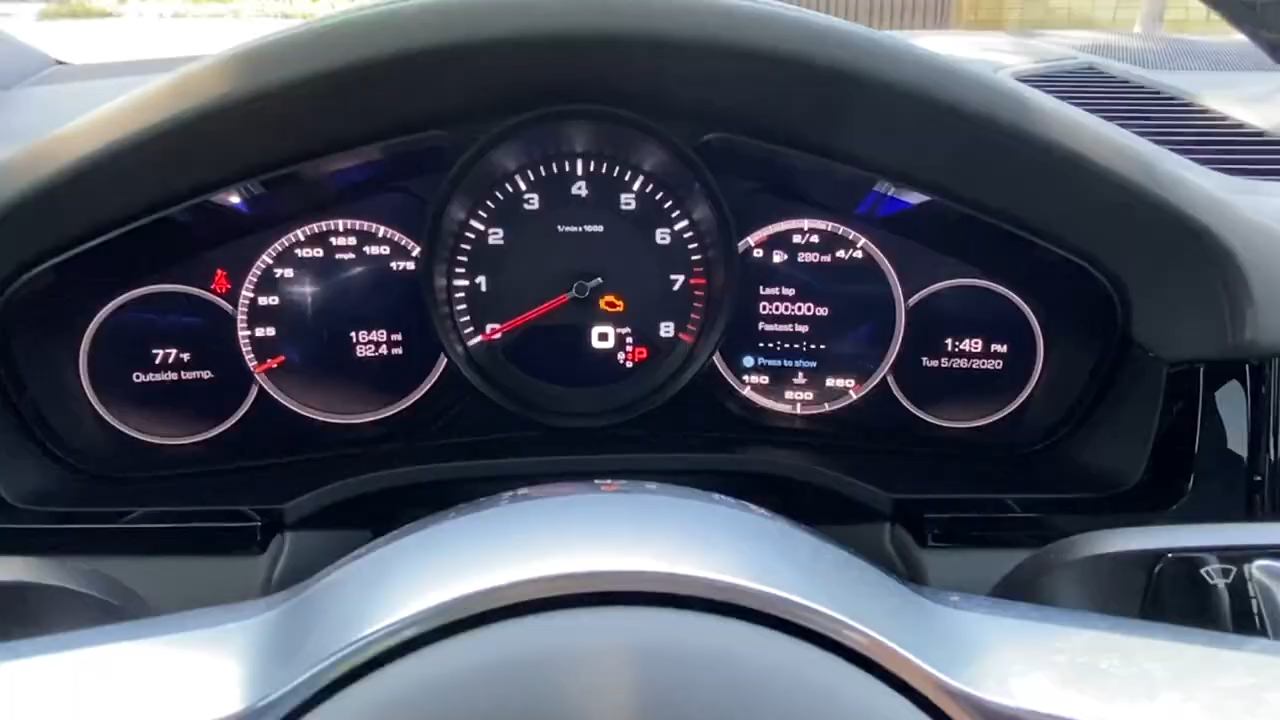 77 °F
Outside temp.
25
50
75
100
125
150
175
mph
1649 mi
82.4 mi
1
2
3
4
5
6
7
8
1/min x 1000
0 mph
P
R
N
D
0
2/4
4/4
280 mi
Last lap
0:00:00 00
Fastest lap
--:--:--
Press to show
150
200
260
1:49 PM
Tue 5/26/2020